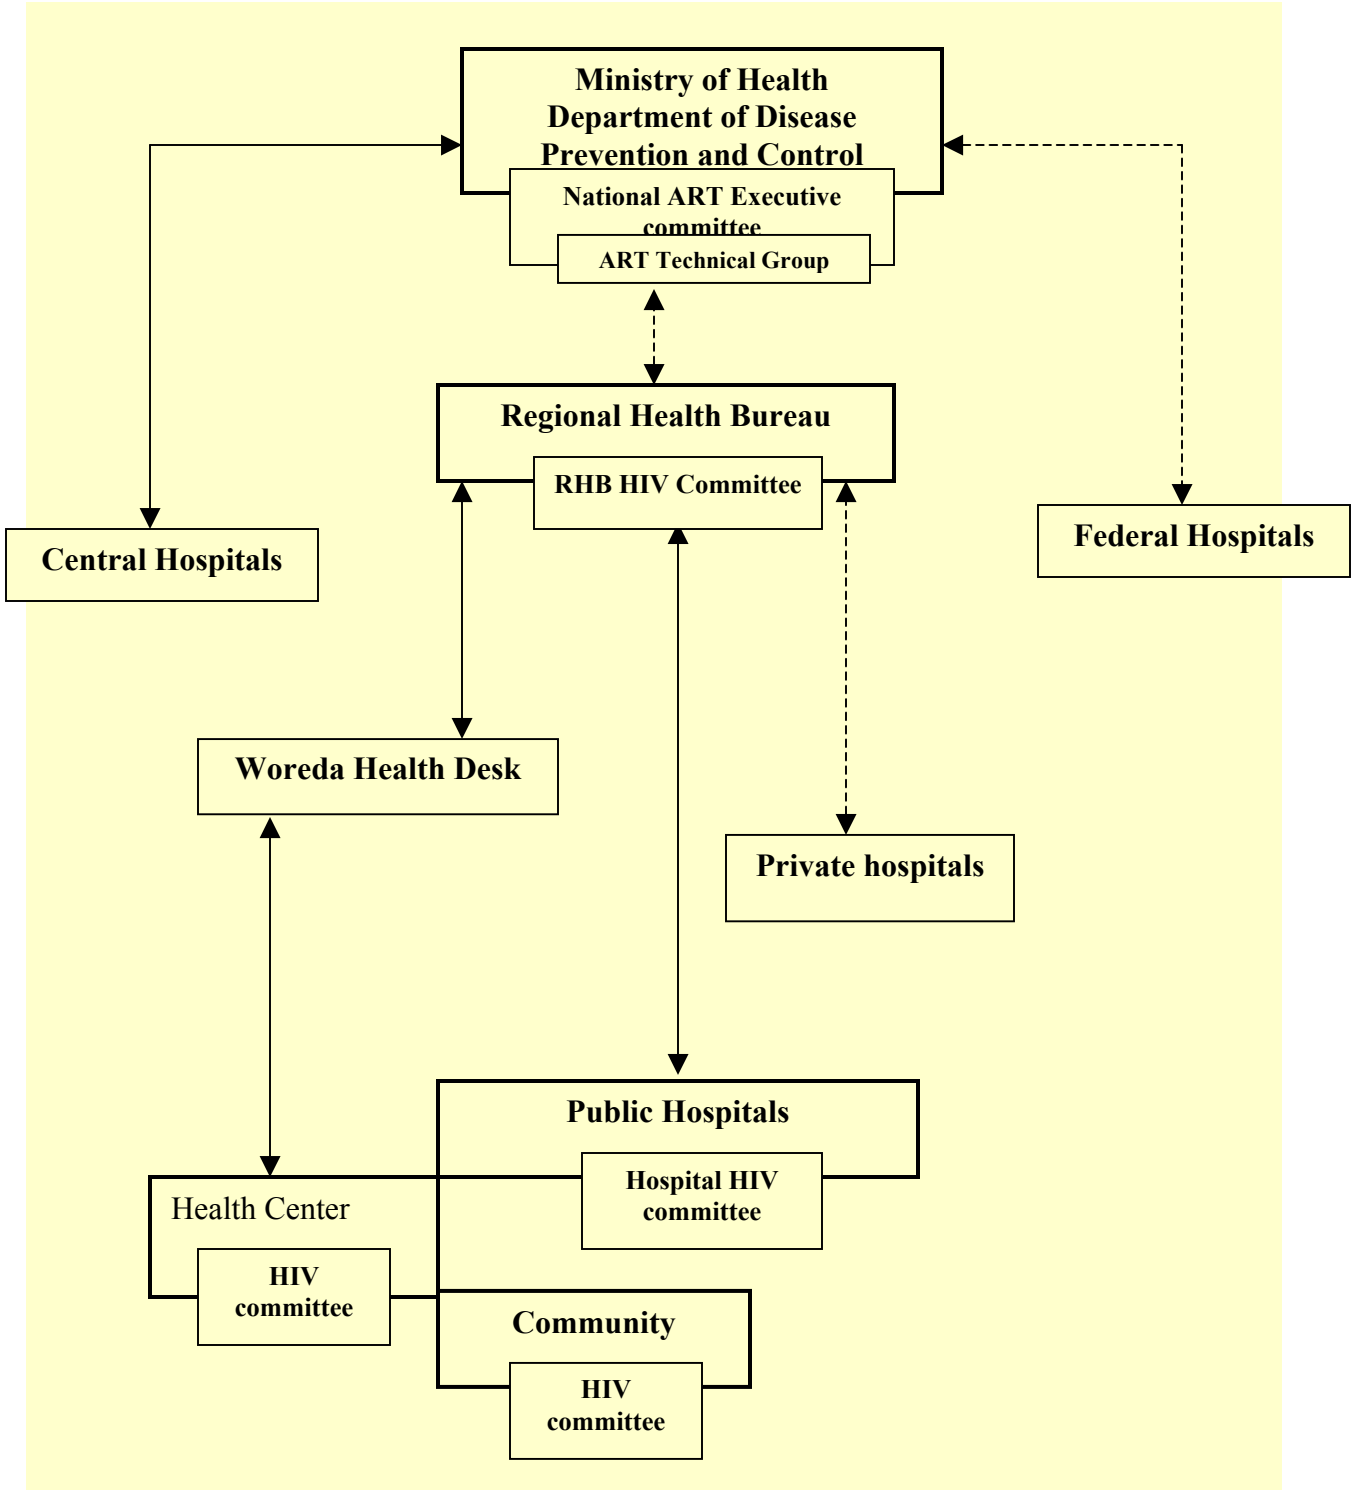 Ministry of Health
Department of Disease
Prevention and Control
National ART Executive
committee
ART Technical Group
Regional Health Bureau
RHB HIV Committee
Federal Hospitals
Central Hospitals
Woreda Health Desk
Private hospitals
Public Hospitals
Hospital HIV
committee
Health Center
HIV
committee
Community
HIV
committee